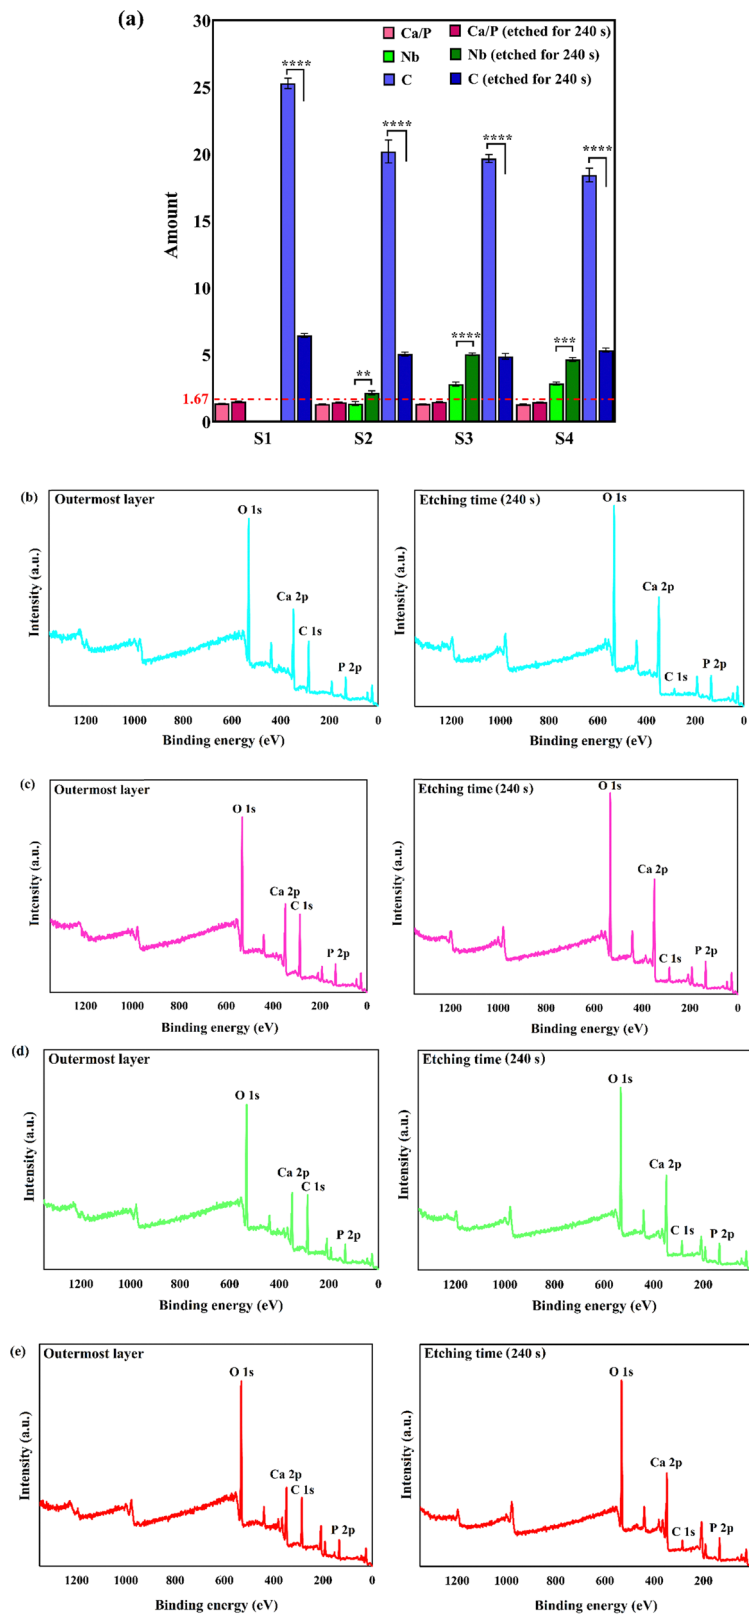 (a)
30
25
20
15
10
5
1.67
0
Amount
Ca/P
Ca/P (etched for 240 s)
Nb
Nb (etched for 240 s)
C
C (etched for 240 s)
****
****
****
****
**
****
***
S1 S2 S3 S4
(b)
Outermost layer
O 1s
Ca 2p
C 1s
P 2p
Intensity (a.u.)
1200 1000 800 600 400 200 0
Binding energy (eV)
Etching time (240 s)
O 1s
Ca 2p
C 1s
P 2p
Intensity (a.u.)
1200 1000 800 600 400 200 0
Binding energy (eV)
(c)
Outermost layer
O 1s
Ca 2p
C 1s
P 2p
Intensity (a.u.)
1200 1000 800 600 400 200 0
Binding energy (eV)
Etching time (240 s)
O 1s
Ca 2p
C 1s
P 2p
Intensity (a.u.)
1200 1000 800 600 400 200 0
Binding energy (eV)
(d)
Outermost layer
O 1s
Ca 2p
C 1s
P 2p
Intensity (a.u.)
1200 1000 800 600 400 200 0
Binding energy (eV)
Etching time (240 s)
O 1s
Ca 2p
C 1s
P 2p
Intensity (a.u.)
1200 1000 800 600 400 200
Binding energy (eV)
(e)
Outermost layer
O 1s
Ca 2p
C 1s
P 2p
Intensity (a.u.)
1200 1000 800 600 400 200 0
Binding energy (eV)
Etching time (240 s)
O 1s
Ca 2p
C 1s
P 2p
Intensity (a.u.)
1200 1000 800 600 400 200
Binding energy (eV)